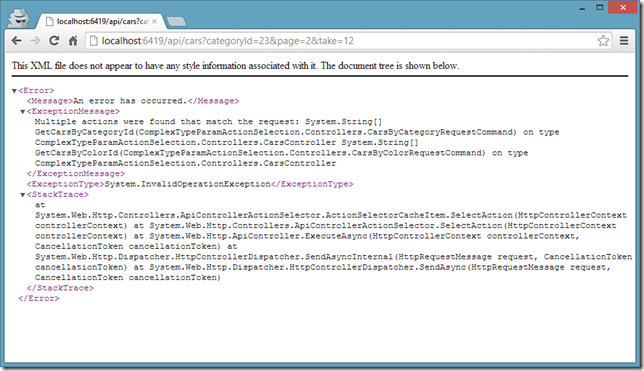 localhost:6419/api/cars?cat
localhost:6419/api/cars?categoryId=23&page=2&take=12
This XML file does not appear to have any style information associated with it. The document tree is shown below.
<Error>
<Message>An error has occurred.</Message>
<ExceptionMessage>
Multiple actions were found that match the request: System.String[]
GetCarsByCategoryId(ComplexTypeParamActionSelection.Controllers.CarsByCategoryRequestCommand) on type
ComplexTypeParamActionSelection.Controllers.CarsController System.String[]
GetCarsByColorId(ComplexTypeParamActionSelection.Controllers.CarsByColorRequestCommand) on type
ComplexTypeParamActionSelection.Controllers.CarsController
</ExceptionMessage>
<ExceptionType>System.InvalidOperationException</ExceptionType>
<StackTrace>
at
System.Web.Http.Controllers.ApiControllerActionSelector.ActionSelectorCacheItem.SelectAction(HttpControllerContext
controllerContext) at System.Web.Http.Controllers.ApiControllerActionSelector.SelectAction(HttpControllerContext
controllerContext) at System.Web.Http.ApiController.ExecuteAsync(HttpControllerContext controllerContext,
CancellationToken cancellationToken) at
System.Web.Http.Dispatcher.HttpControllerDispatcher.SendAsyncInternal(HttpRequestMessage request, CancellationToken
cancellationToken) at System.Web.Http.Dispatcher.HttpControllerDispatcher.SendAsync(HttpRequestMessage request,
CancellationToken cancellationToken)
</StackTrace>
</Error>